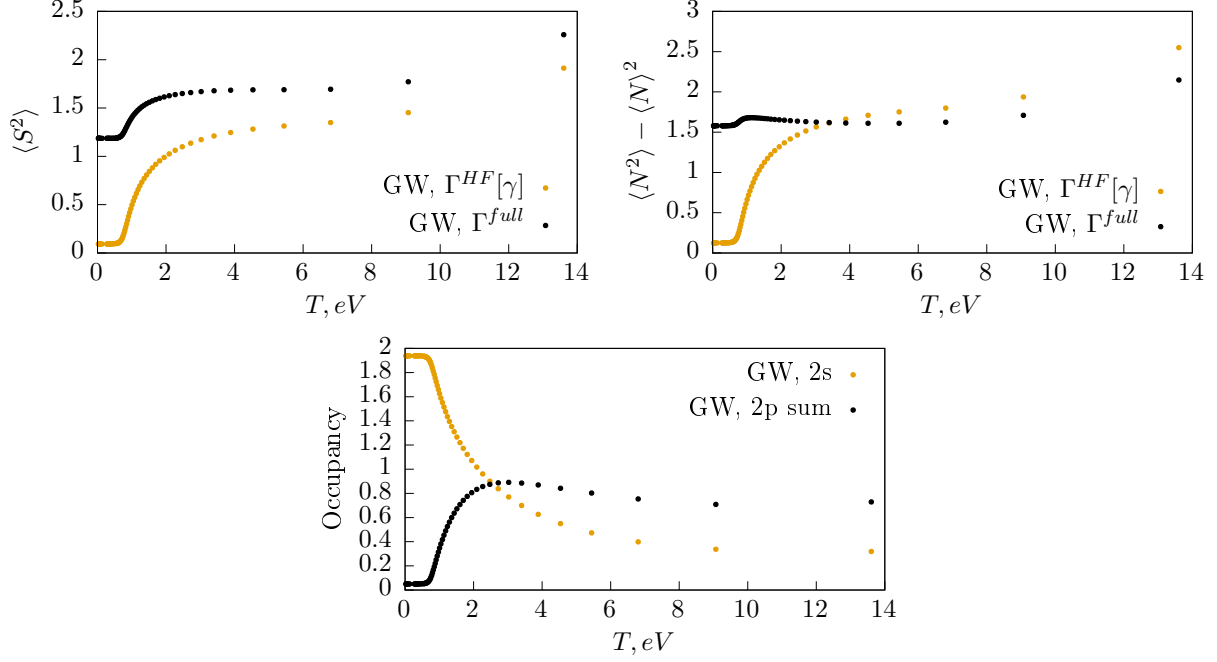 2.5
2
1.5
1
0.5
0
⟨S²⟩
GW, Γ^{HF}[γ]
GW, Γ^{full}
0 2 4 6 8 10 12 14
T, eV
3
2.5
2
1.5
1
0.5
0
⟨N²⟩ − ⟨N⟩²
GW, Γ^{HF}[γ]
GW, Γ^{full}
0 2 4 6 8 10 12 14
T, eV
2
1.8
1.6
1.4
1.2
1
0.8
0.6
0.4
0.2
0
Occupancy
GW, 2s
GW, 2p sum
0 2 4 6 8 10 12 14
T, eV